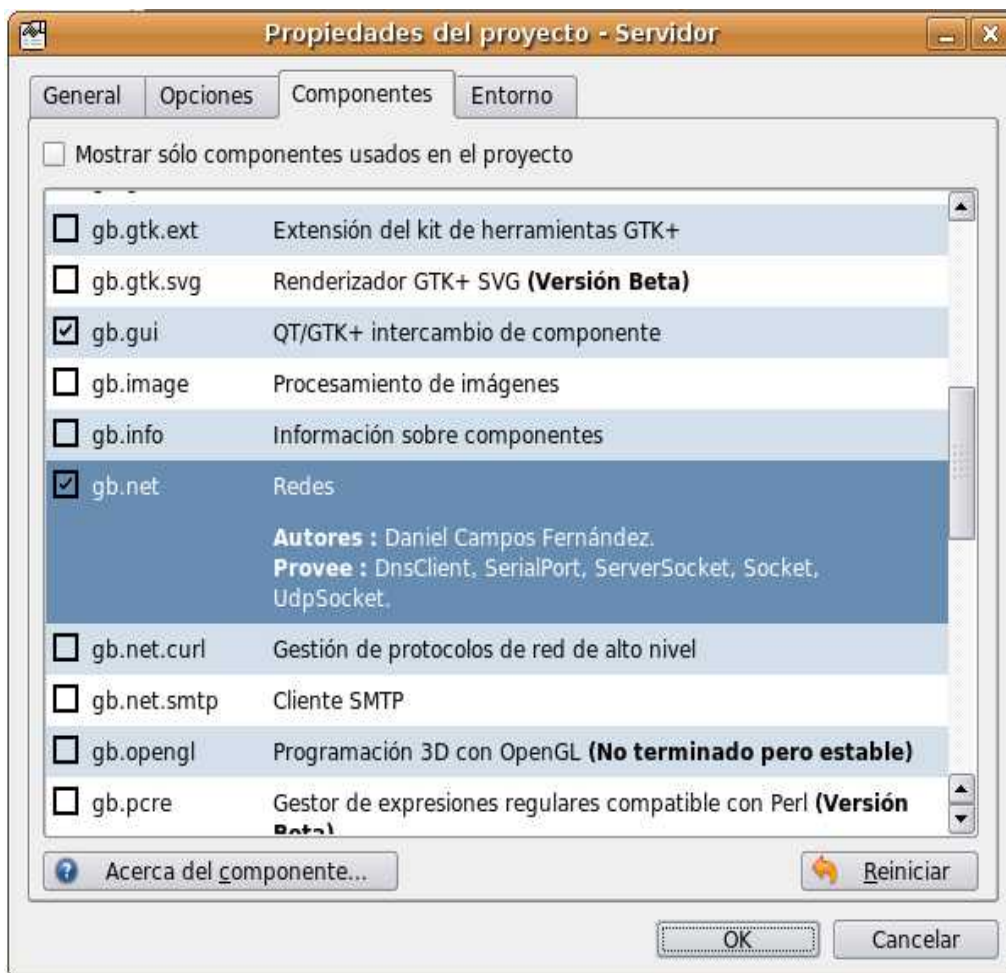 Propiedades del proyecto - Servidor
General Opciones Componentes Entorno
Mostrar sólo componentes usados en el proyecto
gb.gtk.ext Extensión del kit de herramientas GTK+
gb.gtk.svg Renderizador GTK+ SVG (Versión Beta)
gb.gui QT/GTK+ intercambio de componente
gb.image Procesamiento de imágenes
gb.info Información sobre componentes
gb.net Redes
Autores : Daniel Campos Fernández.
Provee : DnsClient, SerialPort, ServerSocket, Socket,
UdpSocket.
gb.net.curl Gestión de protocolos de red de alto nivel
gb.net.smtp Cliente SMTP
gb.opengl Programación 3D con OpenGL (No terminado pero estable)
gb.pcre Gestor de expresiones regulares compatible con Perl (Versión
Beta)
Acerca del componente... Reiniciar
OK Cancelar